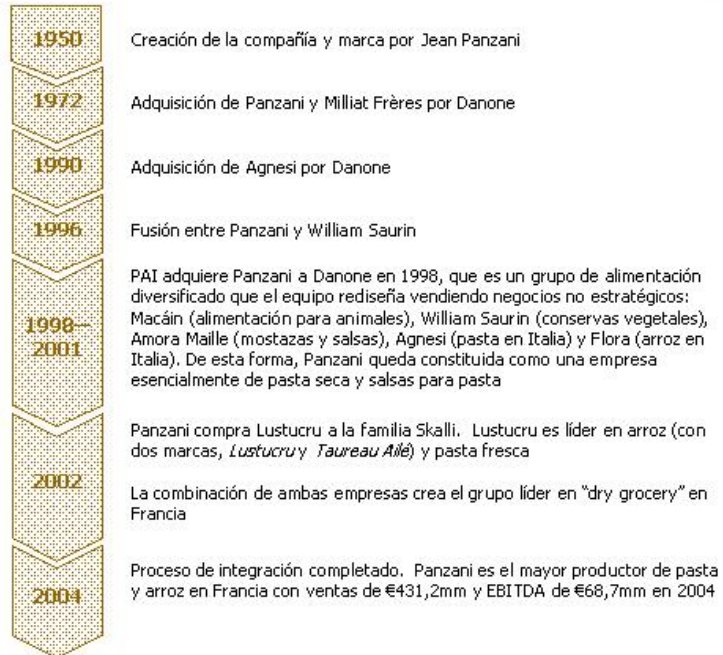 1950
Creación de la compañía y marca por Jean Panzani
1972
Adquisición de Panzani y Milliat Frères por Danone
1990
Adquisición de Agnesi por Danone
1996
Fusión entre Panzani y William Saurin
1998–
2001
PAI adquiere Panzani a Danone en 1998, que es un grupo de alimentación
diversificado que el equipo rediseña vendiendo negocios no estratégicos:
Macáin (alimentación para animales), William Saurin (conservas vegetales),
Amora Maille (mostazas y salsas), Agnesi (pasta en Italia) y Flora (arroz en
Italia). De esta forma, Panzani queda constituida como una empresa
esencialmente de pasta seca y salsas para pasta
2002
Panzani compra Lustucru a la familia Skalli. Lustucru es líder en arroz (con
dos marcas, Lustucru y Taureau Ailé) y pasta fresca
La combinación de ambas empresas crea el grupo líder en "dry grocery" en
Francia
2004
Proceso de integración completado. Panzani es el mayor productor de pasta
y arroz en Francia con ventas de €431,2mm y EBITDA de €68,7mm en 2004